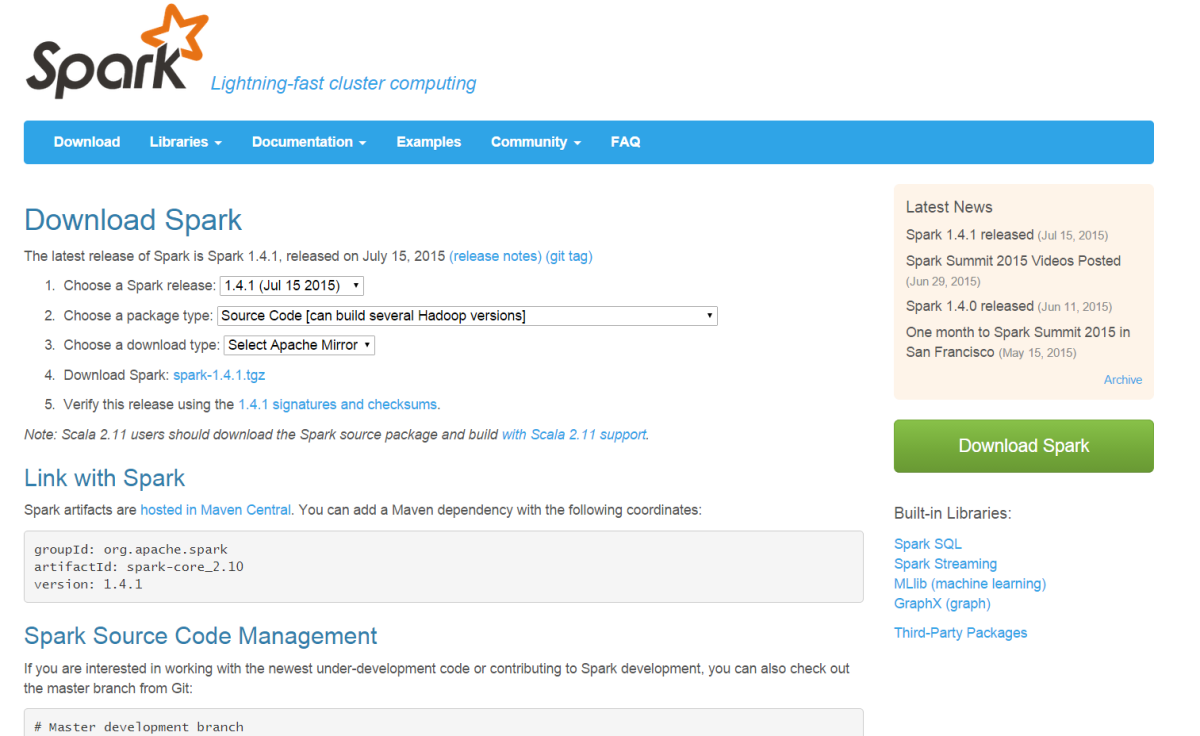 Spark
Lightning-fast cluster computing
Download Libraries Documentation Examples Community FAQ
Download Spark
The latest release of Spark is Spark 1.4.1, released on July 15, 2015 (release notes) (git tag)
1. Choose a Spark release: 1.4.1 (Jul 15 2015)
2. Choose a package type: Source Code [can build several Hadoop versions]
3. Choose a download type: Select Apache Mirror
4. Download Spark: spark-1.4.1.tgz
5. Verify this release using the 1.4.1 signatures and checksums.
Note: Scala 2.11 users should download the Spark source package and build with Scala 2.11 support.
Link with Spark
Spark artifacts are hosted in Maven Central. You can add a Maven dependency with the following coordinates:
groupId: org.apache.spark
artifactId: spark-core_2.10
version: 1.4.1
Spark Source Code Management
If you are interested in working with the newest under-development code or contributing to Spark development, you can also check out
the master branch from Git:
# Master development branch
Latest News
Spark 1.4.1 released (Jul 15, 2015)
Spark Summit 2015 Videos Posted
(Jun 29, 2015)
Spark 1.4.0 released (Jun 11, 2015)
One month to Spark Summit 2015 in
San Francisco (May 15, 2015)
Archive
Download Spark
Built-in Libraries:
Spark SQL
Spark Streaming
MLlib (machine learning)
GraphX (graph)
Third-Party Packages